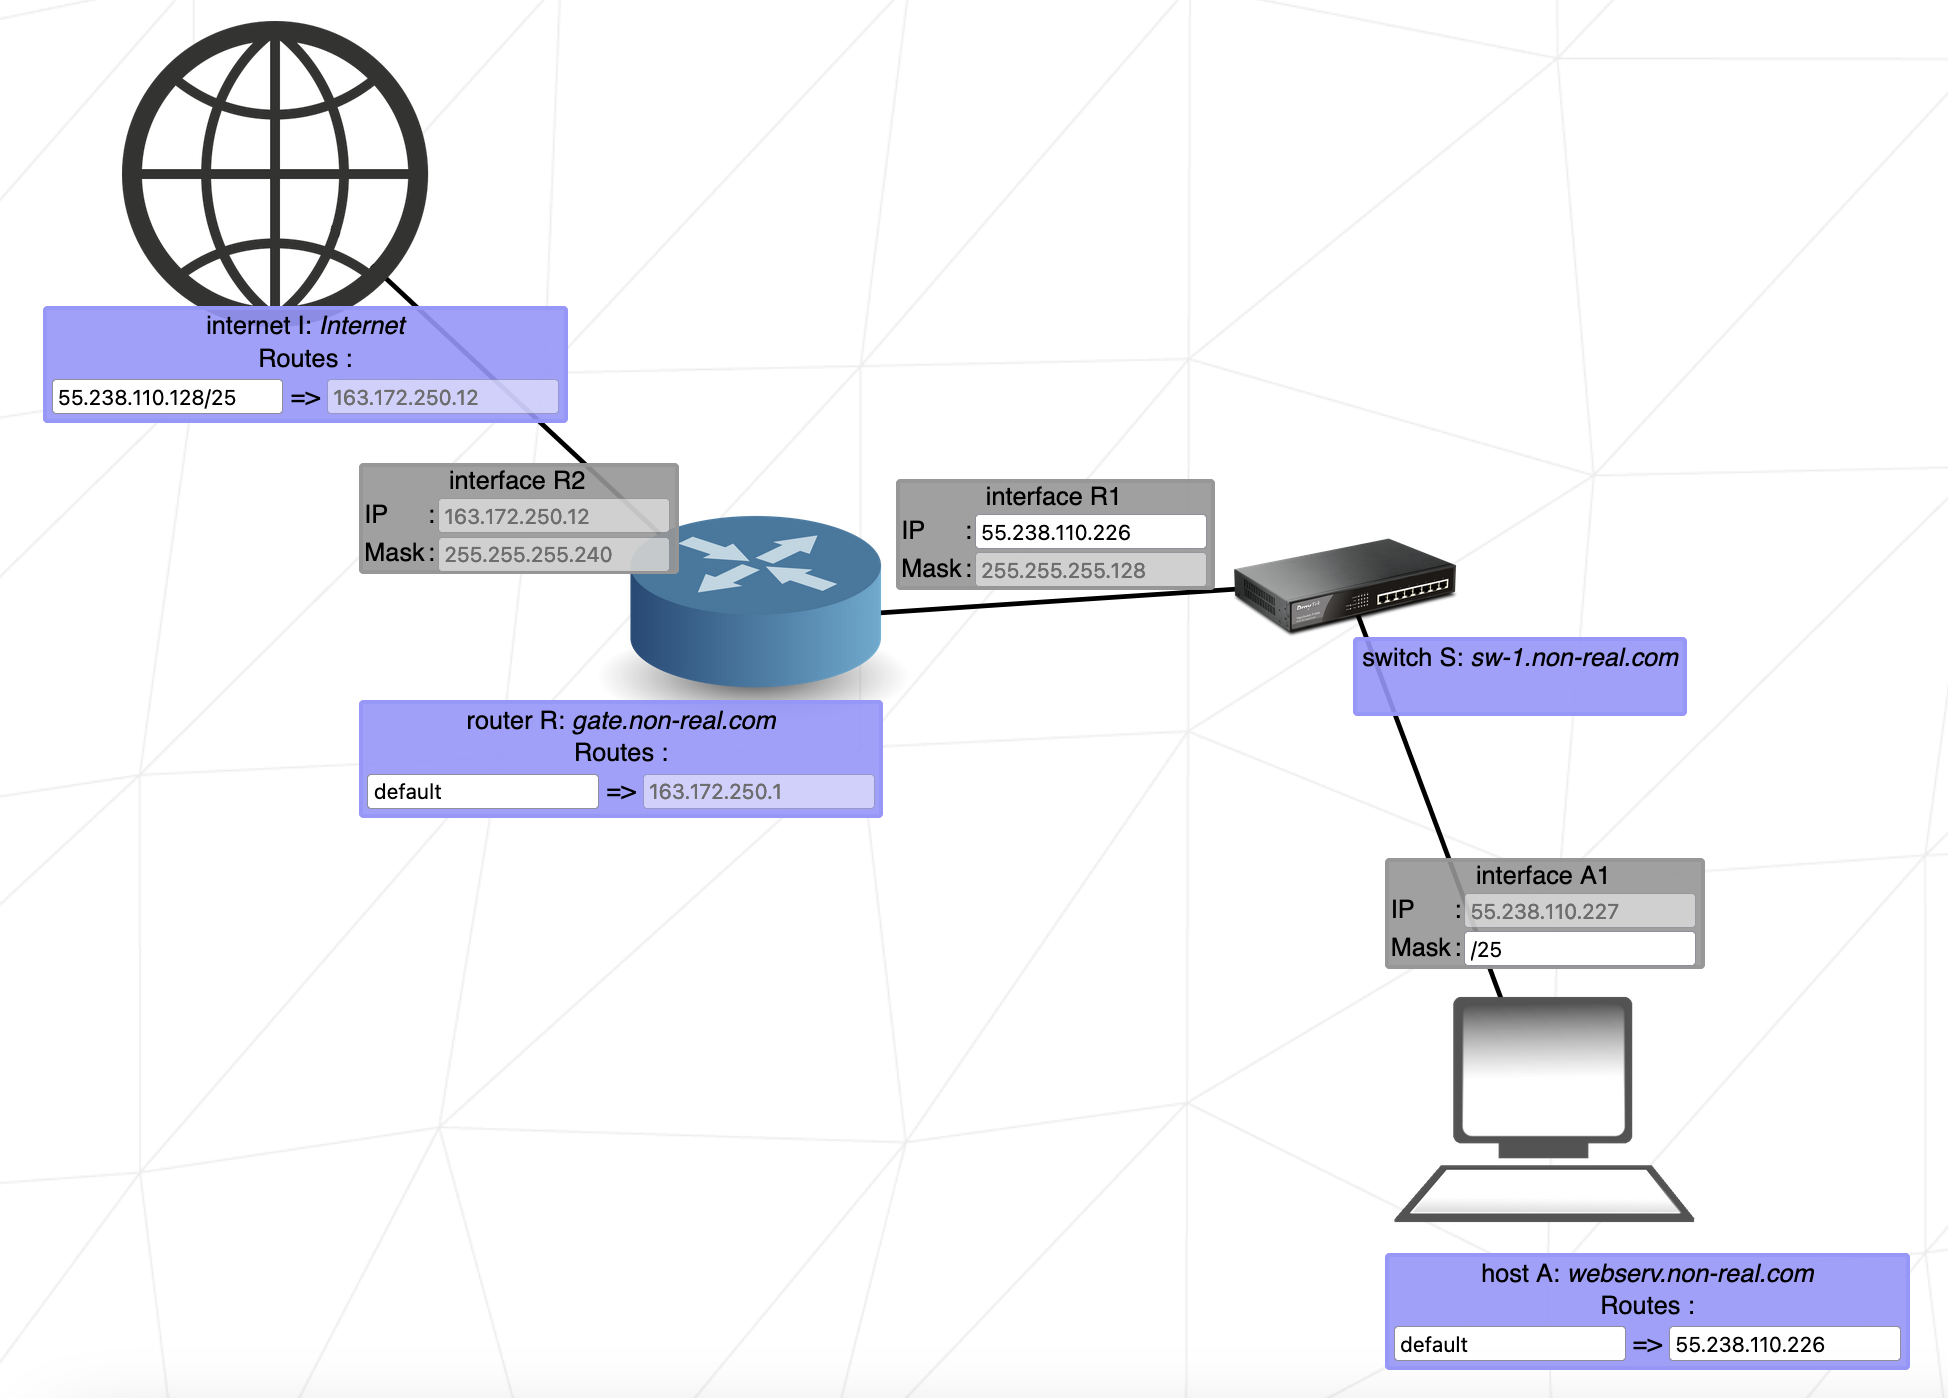 internet I: Internet
Routes :
55.238.110.128/25 => 163.172.250.12
interface R2
IP : 163.172.250.12
Mask : 255.255.255.240
interface R1
IP : 55.238.110.226
Mask : 255.255.255.128
switch S: sw-1.non-real.com
router R: gate.non-real.com
Routes :
default => 163.172.250.1
interface A1
IP : 55.238.110.227
Mask : /25
host A: webserv.non-real.com
Routes :
default => 55.238.110.226